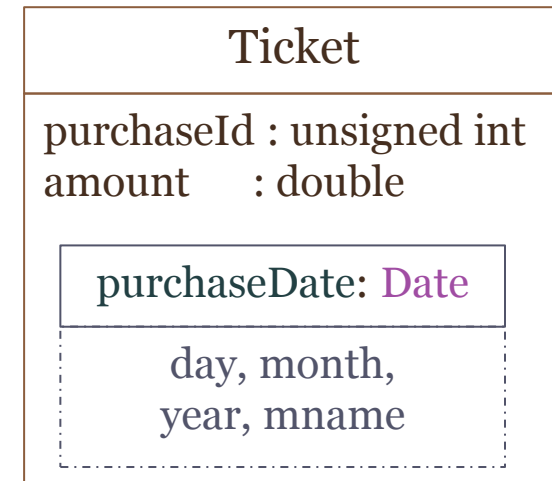 Ticket
purchaseId : unsigned int
amount : double
purchaseDate: Date
day, month,
year, mname